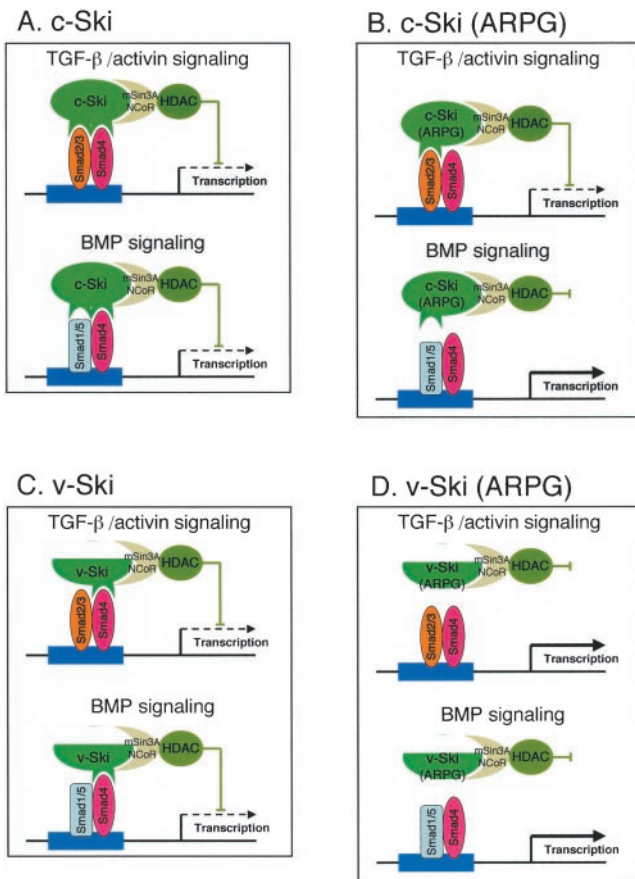 A. c-Ski
TGF-β/activin signaling
c-Ski
mSin3A
NCoR
HDAC
Smad2/3
Smad4
Transcription
BMP signaling
c-Ski
mSin3A
NCoR
HDAC
Smad1/5
Smad4
Transcription
B. c-Ski (ARPG)
TGF-β/activin signaling
c-Ski
(ARPG)
mSin3A
NCoR
HDAC
Smad2/3
Smad4
Transcription
BMP signaling
c-Ski
(ARPG)
mSin3A
NCoR
HDAC
Smad1/5
Smad4
Transcription
C. v-Ski
TGF-β/activin signaling
v-Ski
mSin3A
NCoR
HDAC
Smad2/3
Smad4
Transcription
BMP signaling
v-Ski
mSin3A
NCoR
HDAC
Smad1/5
Smad4
Transcription
D. v-Ski (ARPG)
TGF-β/activin signaling
v-Ski
(ARPG)
mSin3A
NCoR
HDAC
Smad2/3
Smad4
Transcription
BMP signaling
v-Ski
(ARPG)
mSin3A
NCoR
HDAC
Smad1/5
Smad4
Transcription